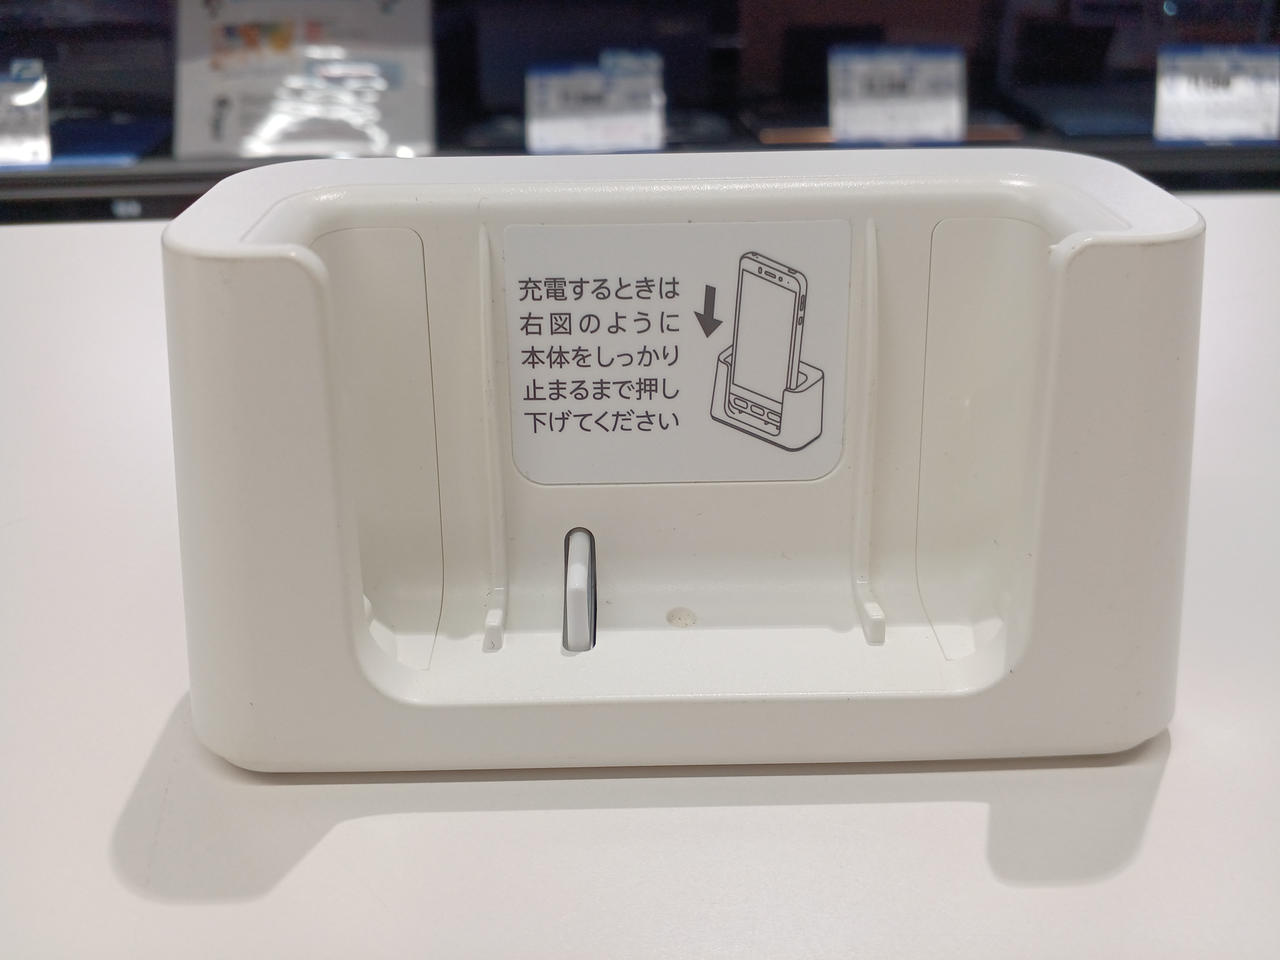 充電するときは
右図のように
本体をしっかり
止まるまで押し
下げてください